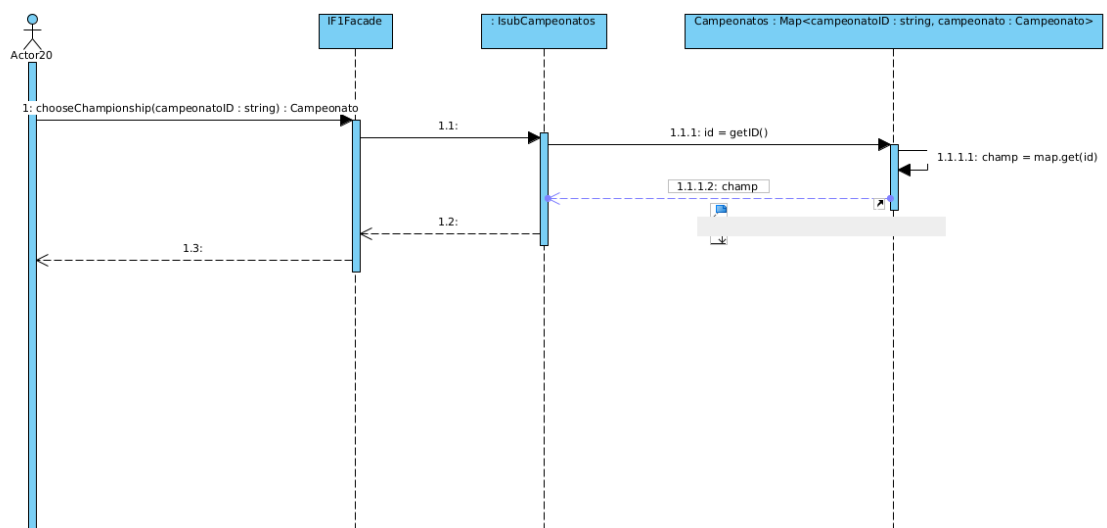 IF1Facade
: IsubCampeonatos
Campeonatos : Map<campeonatoID : string, campeonato : Campeonato>
Actor20
1: chooseChampionship(campeonatoID : string) : Campeonato
1.1:
1.1.1: id = getID()
1.1.1.1: champ = map.get(id)
1.1.1.2: champ
1.2:
1.3: